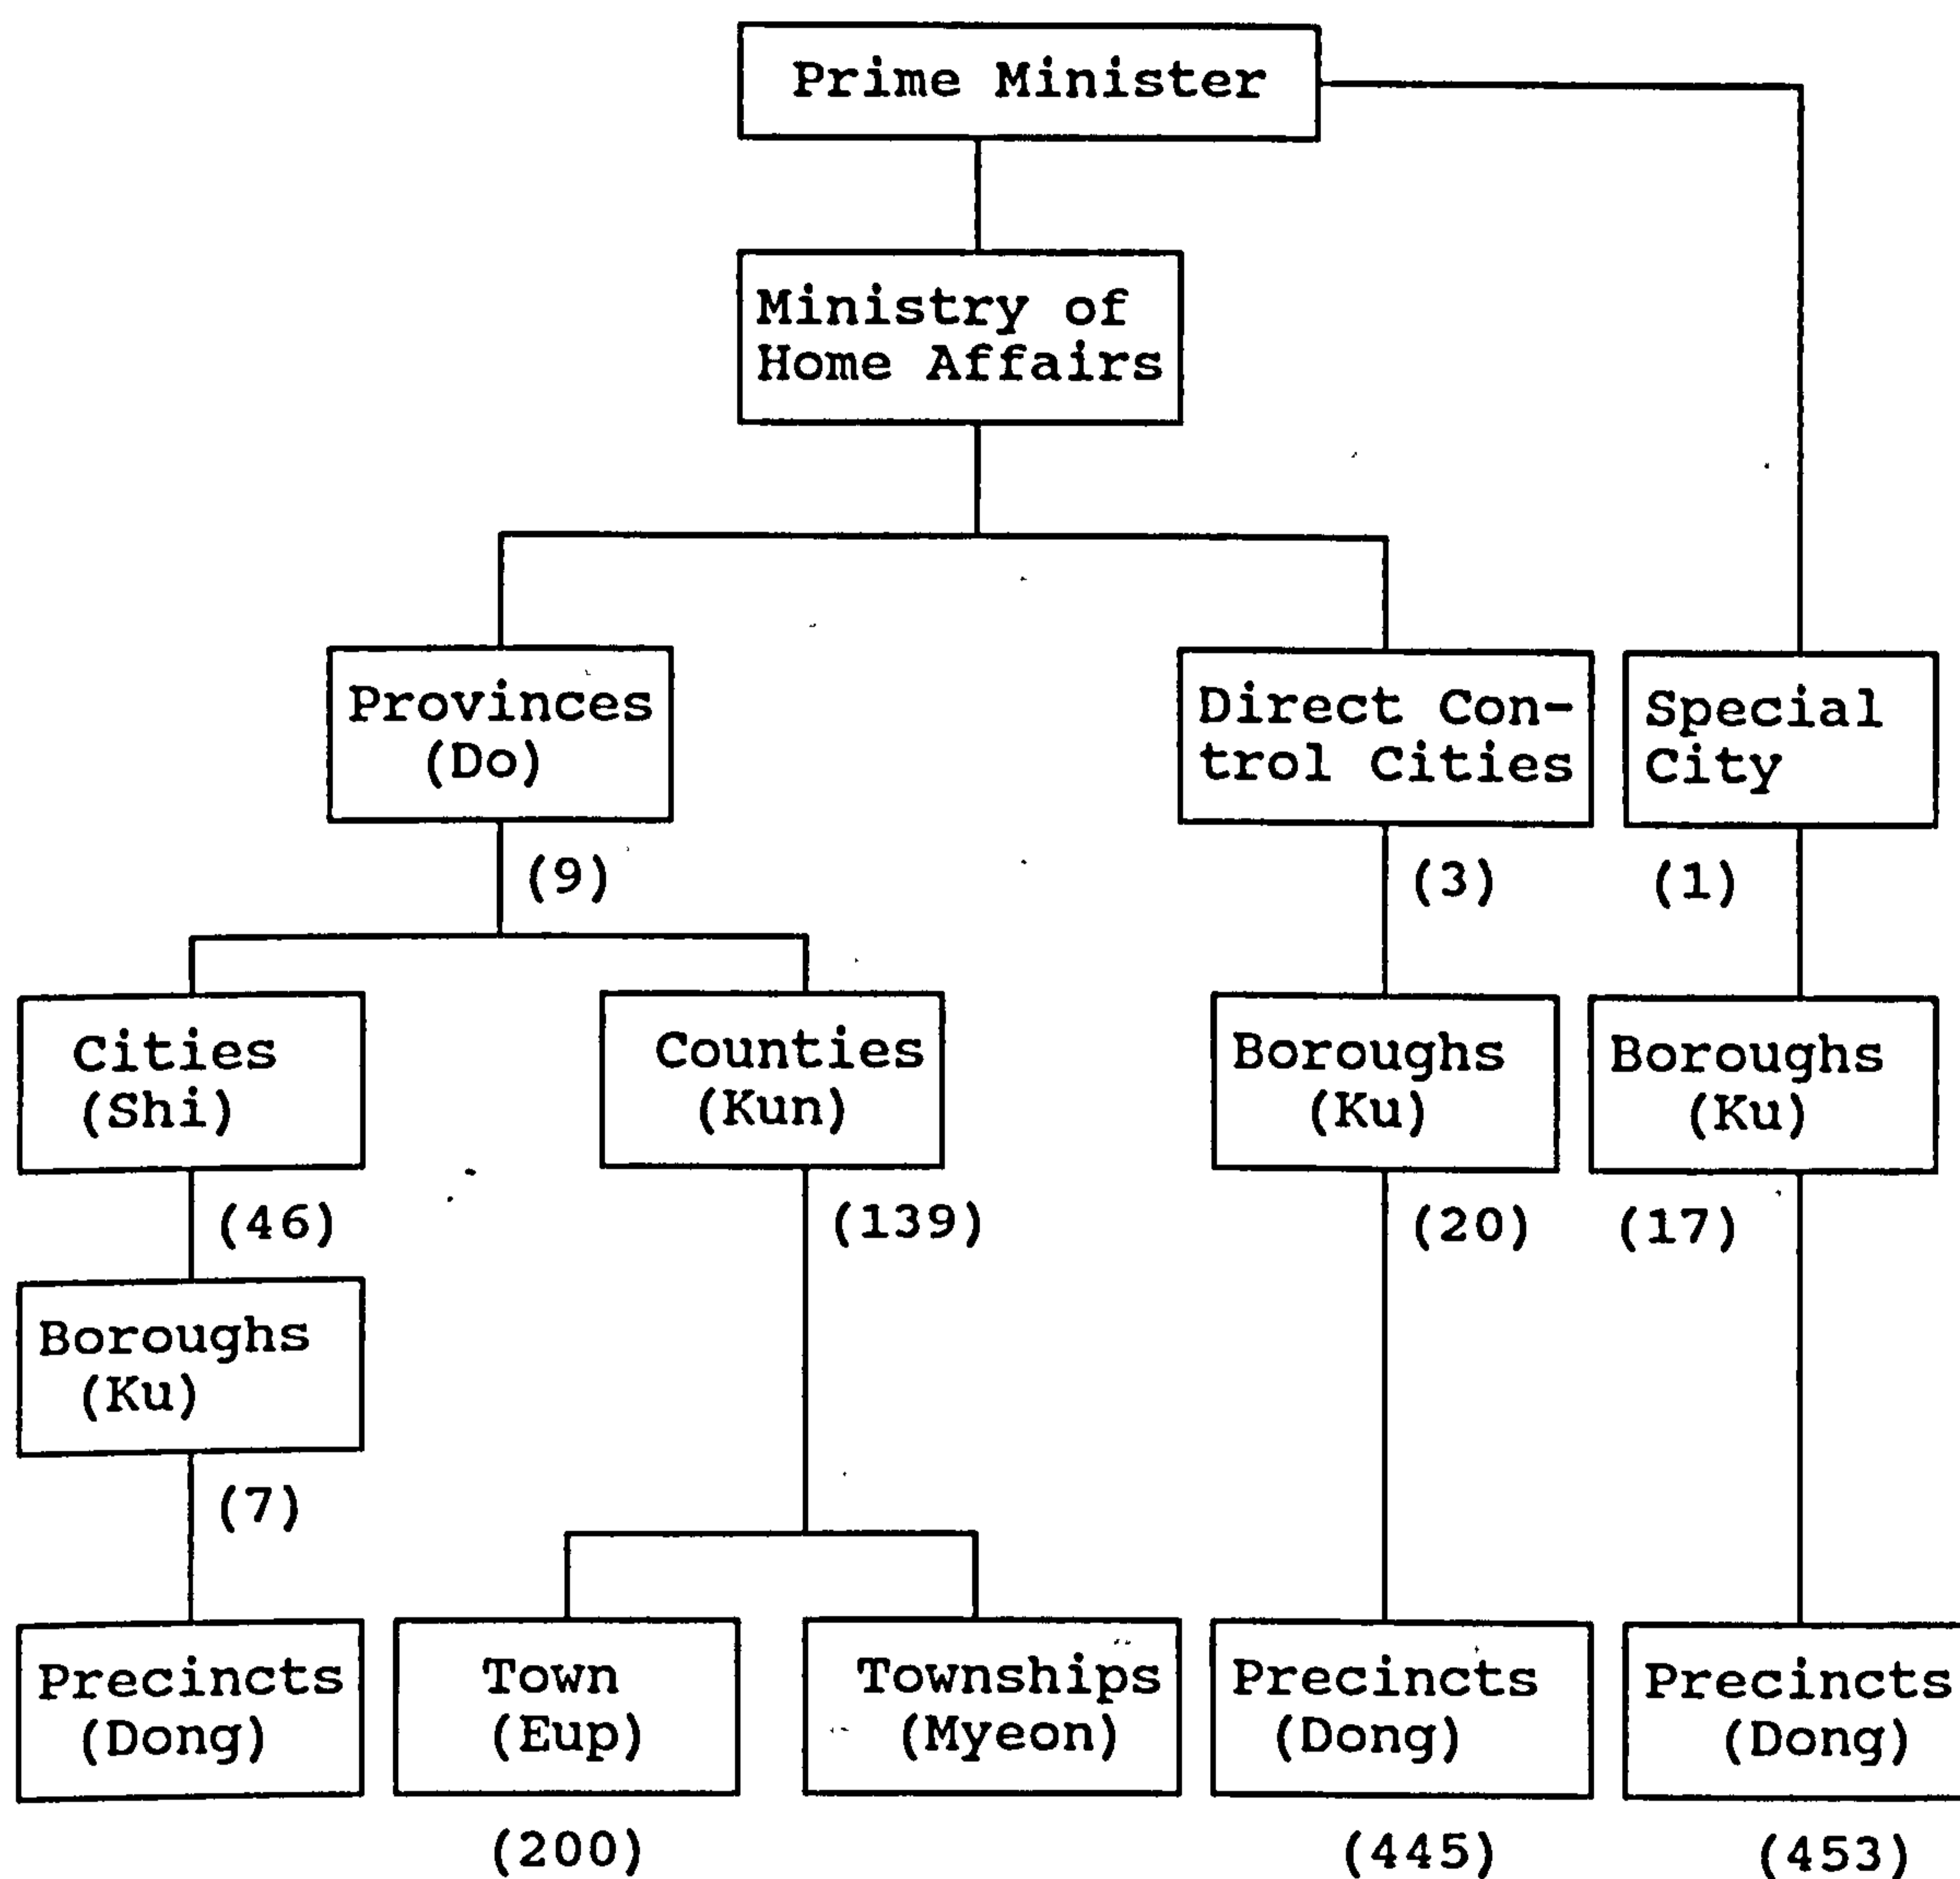 Prime Minister
Ministry of
Home Affairs
Provinces
(Do)
Direct Con-
trol Cities
Special
City
(9)
(3)
(1)
Cities
(Shi)
Counties
(Kun)
Boroughs
(Ku)
Boroughs
(Ku)
(46)
(139)
(20)
(17)
Boroughs
(Ku)
(7)
Precincts
(Dong)
Town
(Eup)
Townships
(Myeon)
Precincts
(Dong)
Precincts
(Dong)
(200)
(445)
(453)